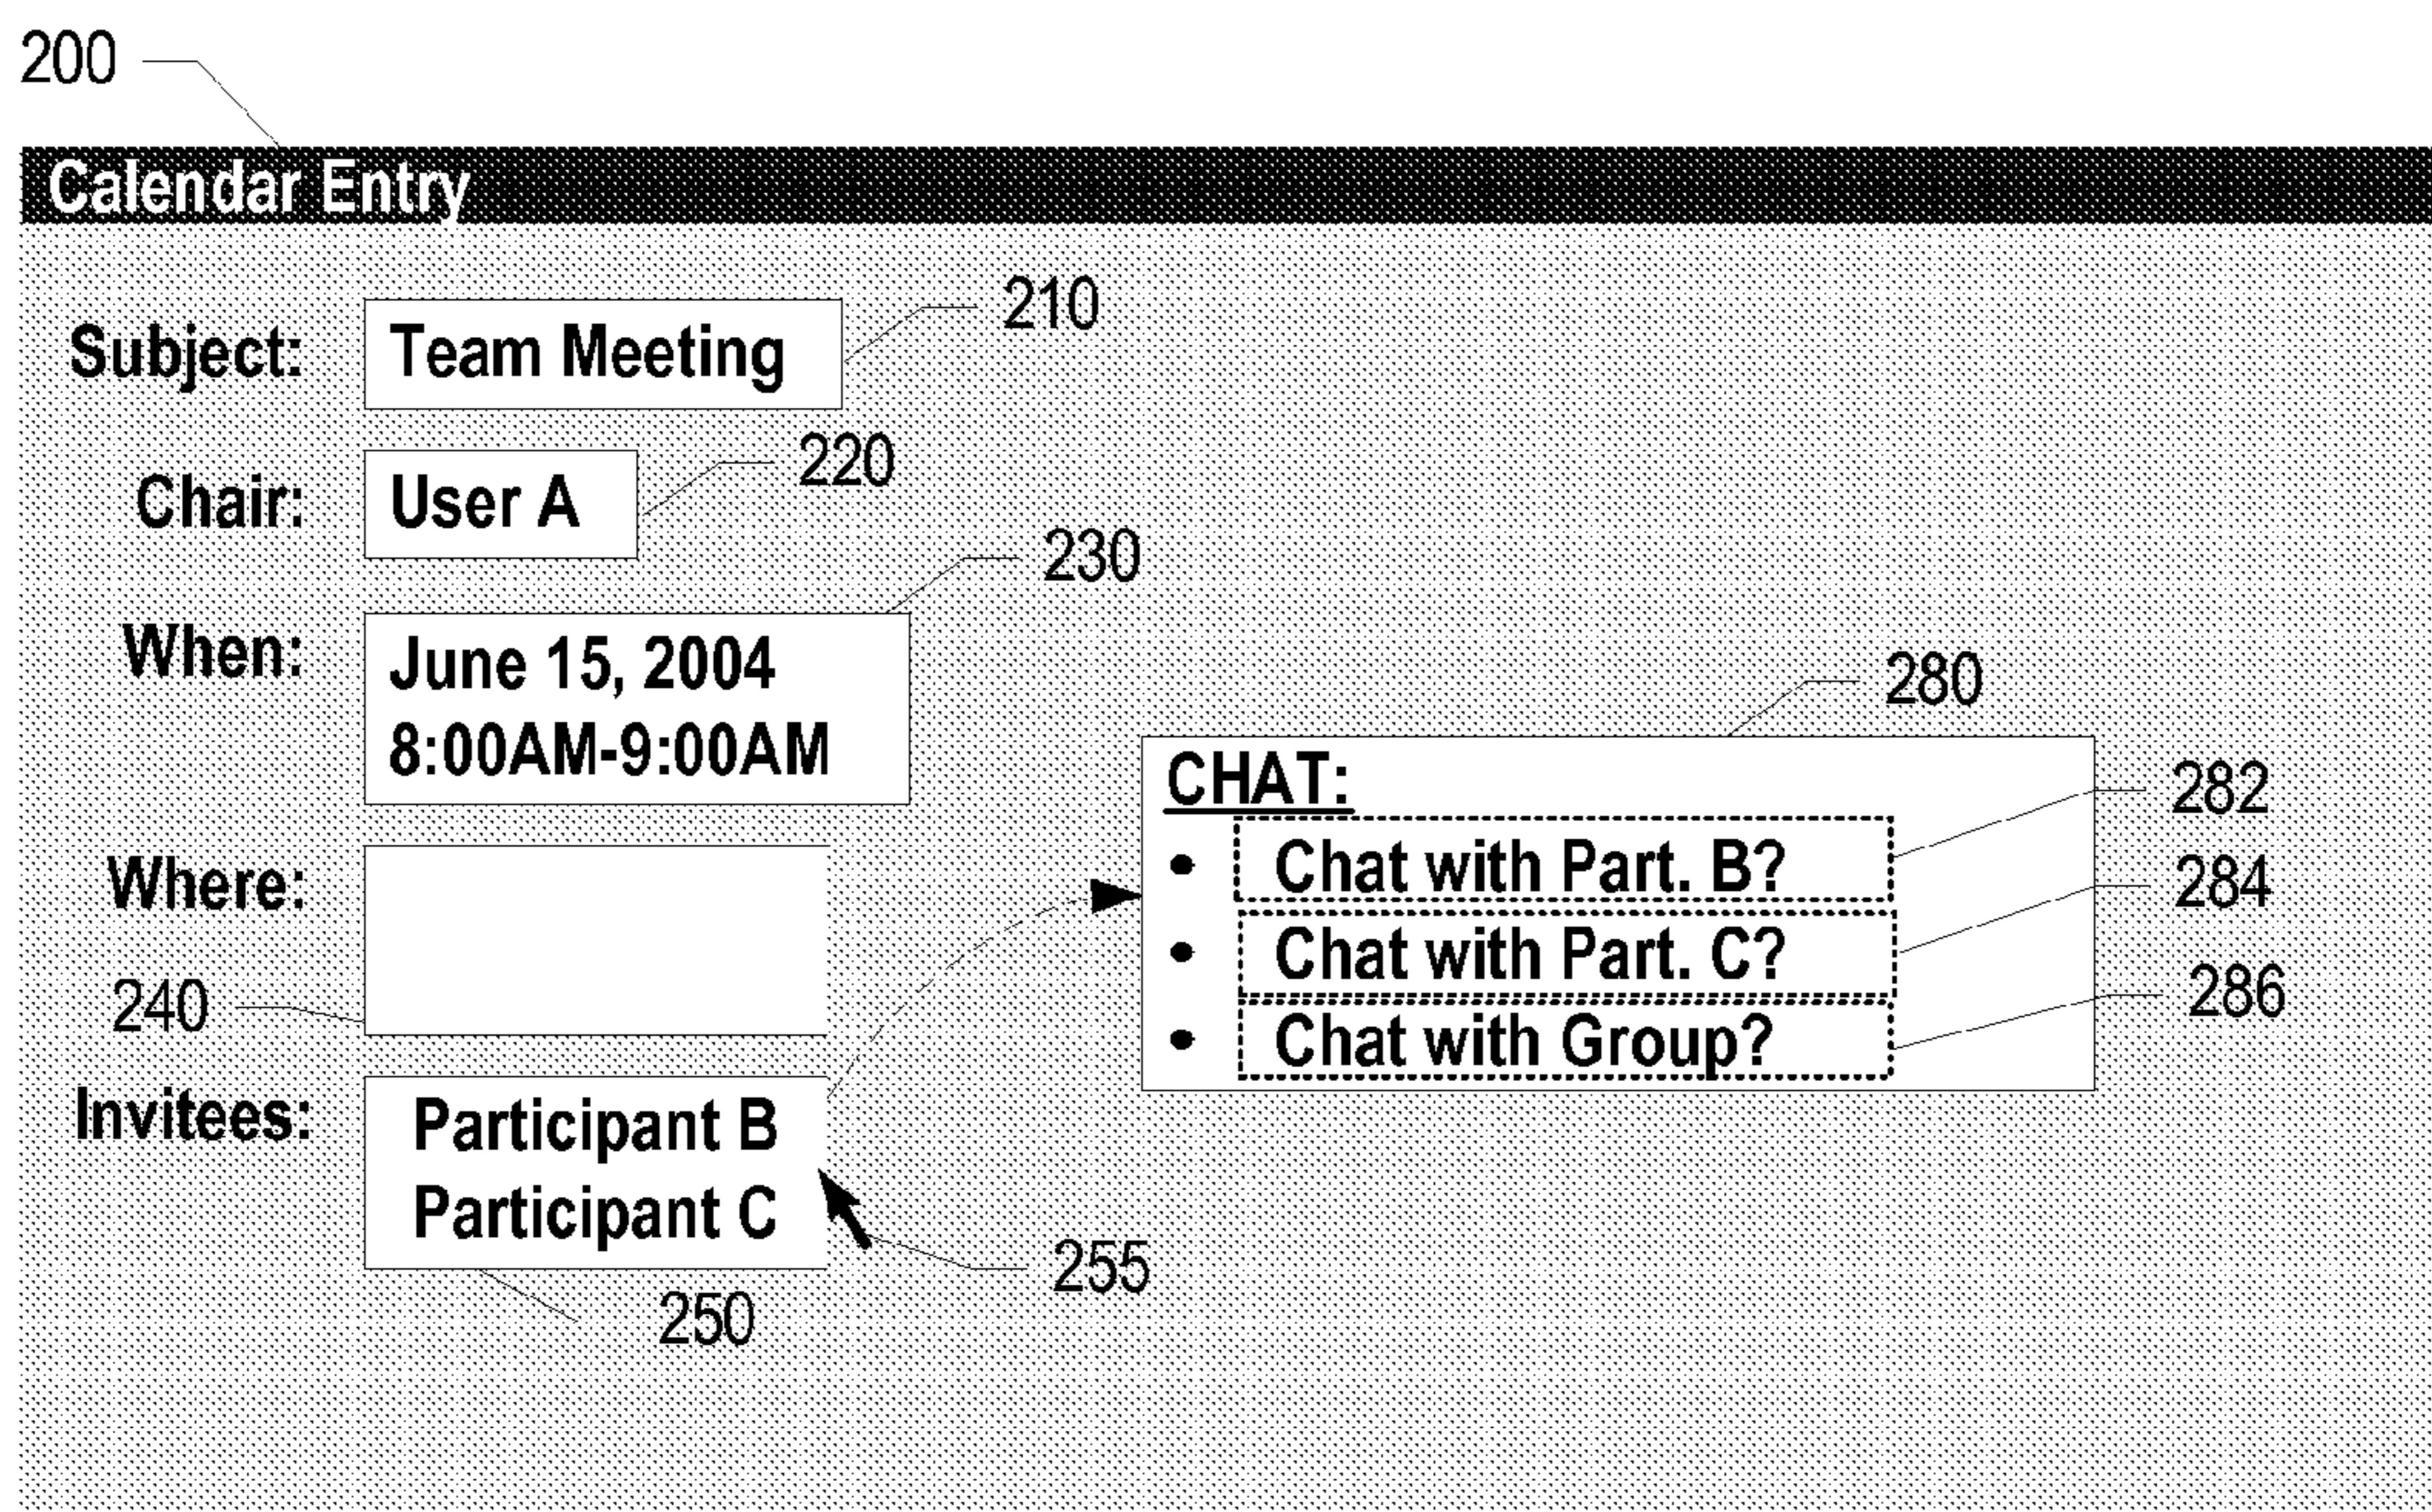 200
Calendar Entry
Subject: Team Meeting 210
Chair: User A 220
When: June 15, 2004 230
8:00AM-9:00AM
280
CHAT:
Chat with Part. B? 282
Chat with Part. C? 284
Chat with Group? 286
Where:
240
Invitees: Participant B
Participant C
255
250